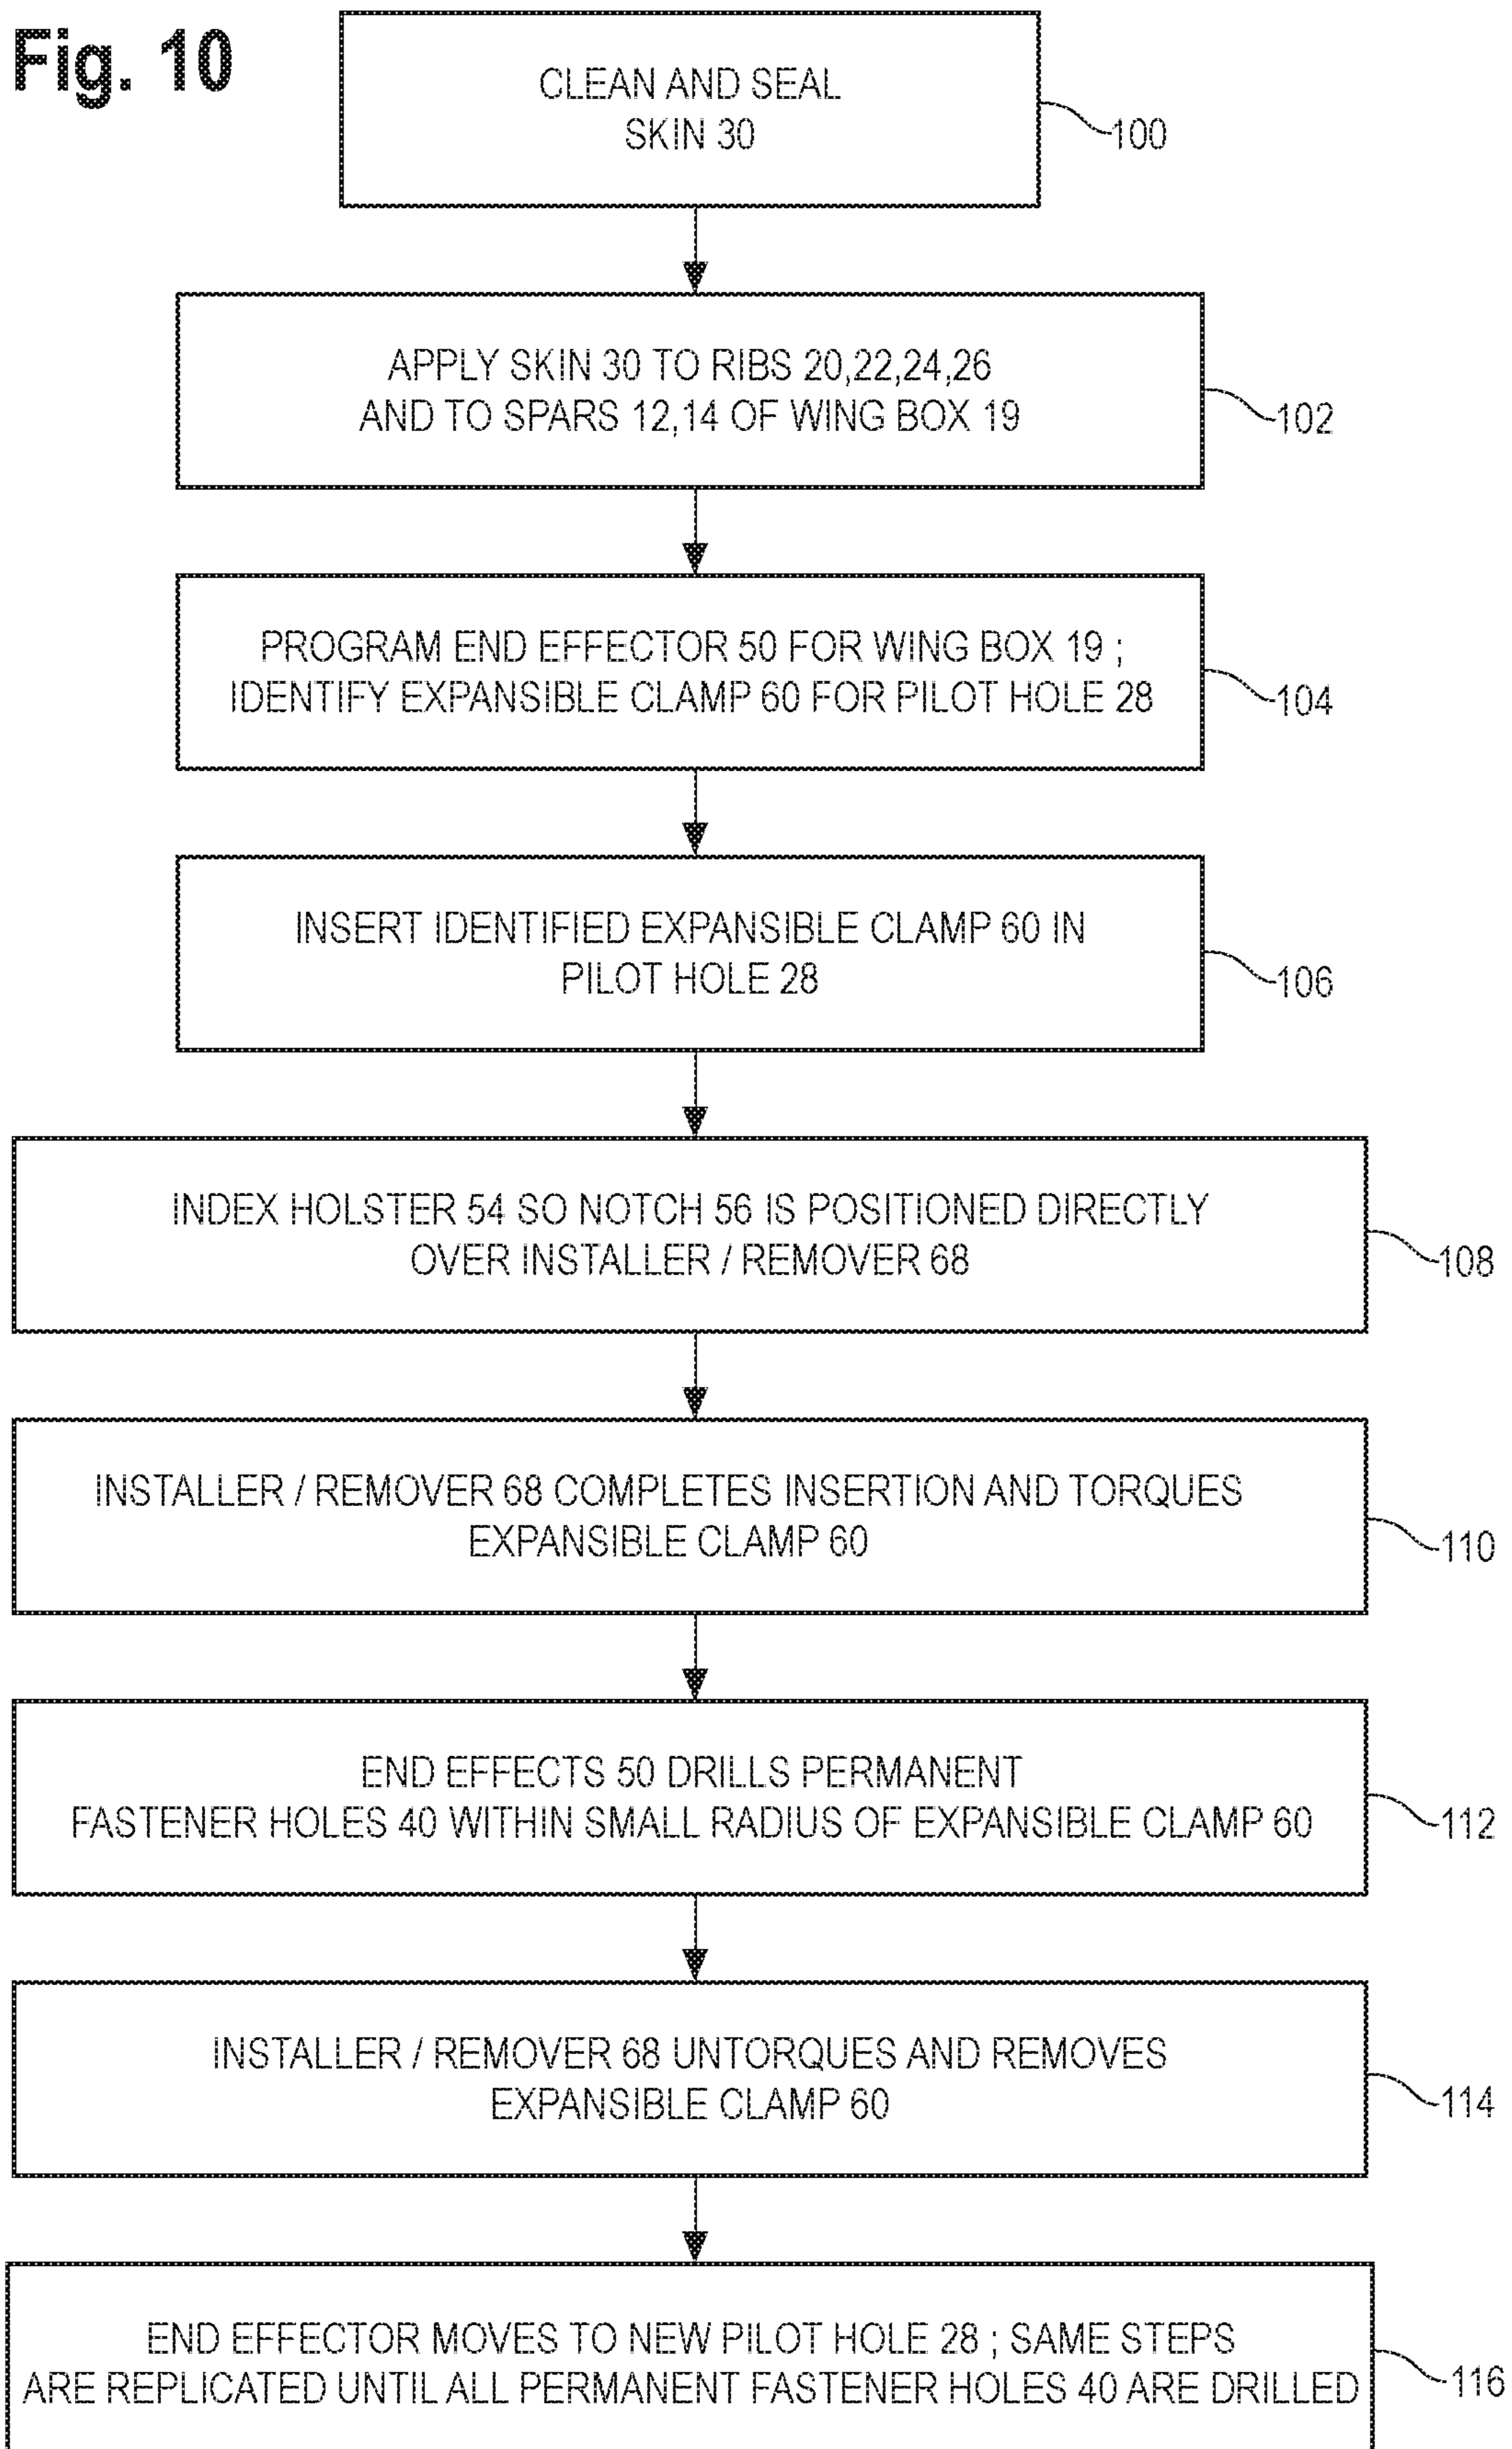 Fig. 10
CLEAN AND SEAL
SKIN 30
100
APPLY SKIN 30 TO RIBS 20,22,24,26
AND TO SPARS 12,14 OF WING BOX 19
102
PROGRAM END EFFECTOR 50 FOR WING BOX 19 ;
IDENTIFY EXPANSIBLE CLAMP 60 FOR PILOT HOLE 28
104
INSERT IDENTIFIED EXPANSIBLE CLAMP 60 IN
PILOT HOLE 28
106
INDEX HOLSTER 54 SO NOTCH 56 IS POSITIONED DIRECTLY
OVER INSTALLER / REMOVER 68
108
INSTALLER / REMOVER 68 COMPLETES INSERTION AND TORQUES
EXPANSIBLE CLAMP 60
110
END EFFECTS 50 DRILLS PERMANENT
FASTENER HOLES 40 WITHIN SMALL RADIUS OF EXPANSIBLE CLAMP 60
112
INSTALLER / REMOVER 68 UNTORQUES AND REMOVES
EXPANSIBLE CLAMP 60
114
END EFFECTOR MOVES TO NEW PILOT HOLE 28 ; SAME STEPS
ARE REPLICATED UNTIL ALL PERMANENT FASTENER HOLES 40 ARE DRILLED
116